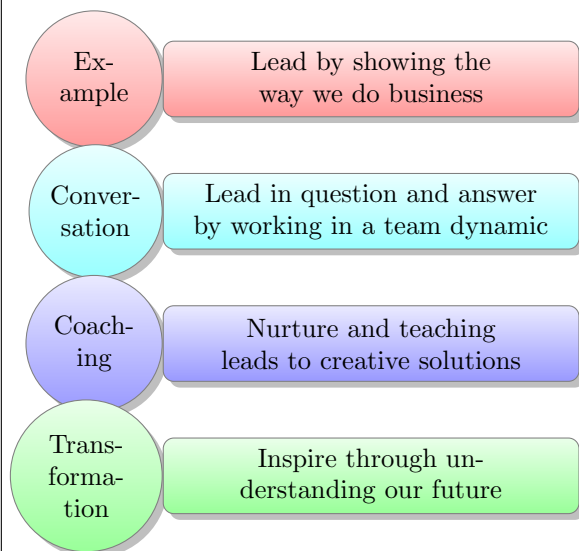 Ex-
ample
Lead by showing the
way we do business
Conver-
sation
Lead in question and answer
by working in a team dynamic
Coach-
ing
Nurture and teaching
leads to creative solutions
Trans-
forma-
tion
Inspire through un-
derstanding our future